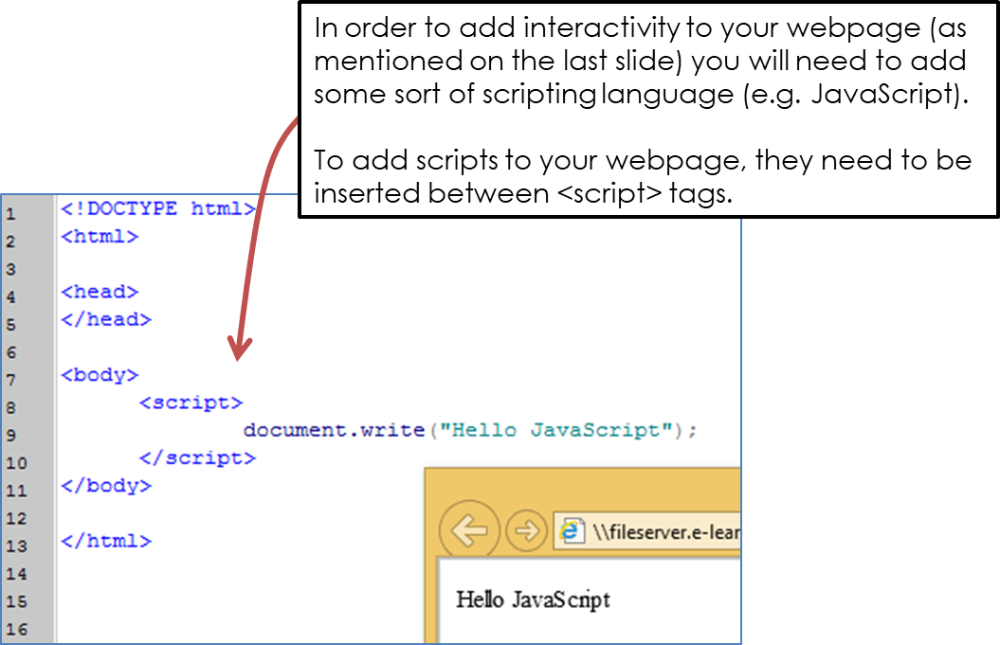 In order to add interactivity to your webpage (as
mentioned on the last slide) you will need to add
some sort of scripting language (e.g. JavaScript).
To add scripts to your webpage, they need to be
inserted between <script> tags.
1 <!DOCTYPE html>
2 <html>
3
4 <head>
5 </head>
6
7 <body>
8 <script>
9 document.write("Hello JavaScript");
10 </script>
11 </body>
12
13 </html>
14
15
16
\\fileserver.e-lear
Hello JavaScript